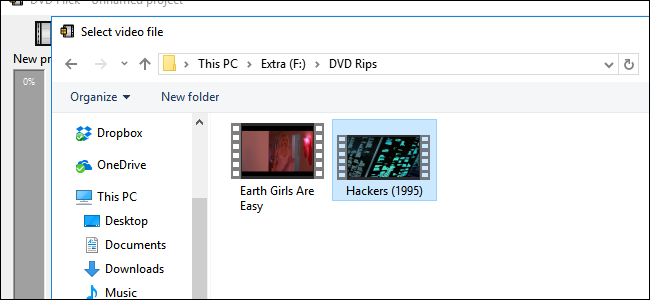 DVD Flick - Unnamed project
Select video file
New pr
This PC > Extra (F:) > DVD Rips
0%
Organize
New folder
Dropbox
OneDrive
This PC
Desktop
Documents
Downloads
Music
Earth Girls Are
Easy
Hackers (1995)